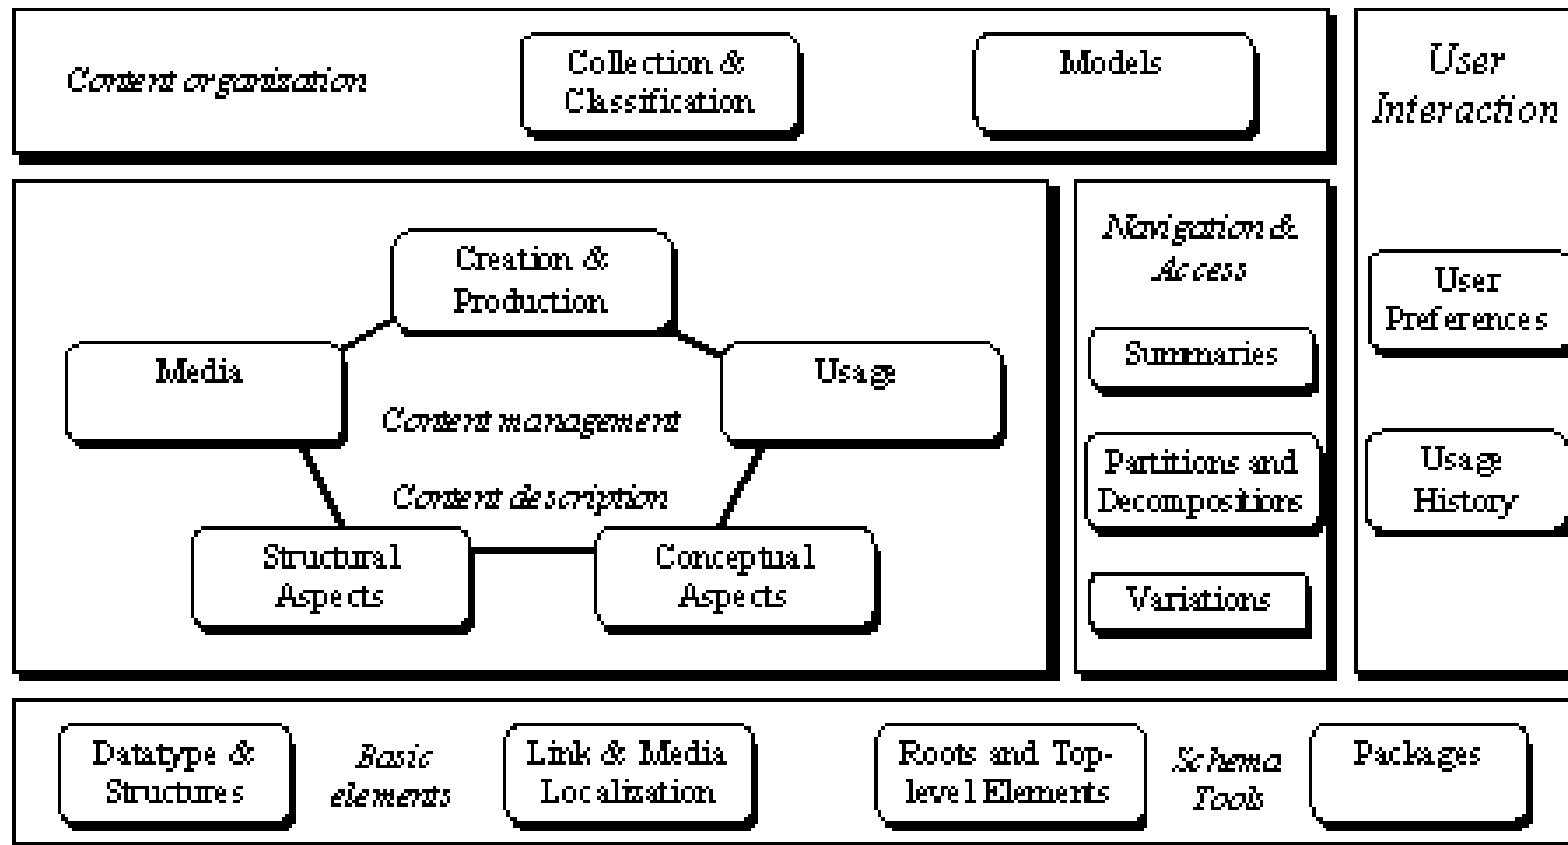 Content organization
Collection &
Classification
Models
User
Interaction
Creation &
Production
Media
Usage
Content management
Content description
Structural
Aspects
Conceptual
Aspects
Navigation &
Access
Summaries
Partitions and
Decompositions
Variations
User
Preferences
Usage
History
Datatype &
Structures
Basic
elements
Link & Media
Localization
Roots and Top-
level Elements
Schema
Tools
Packages